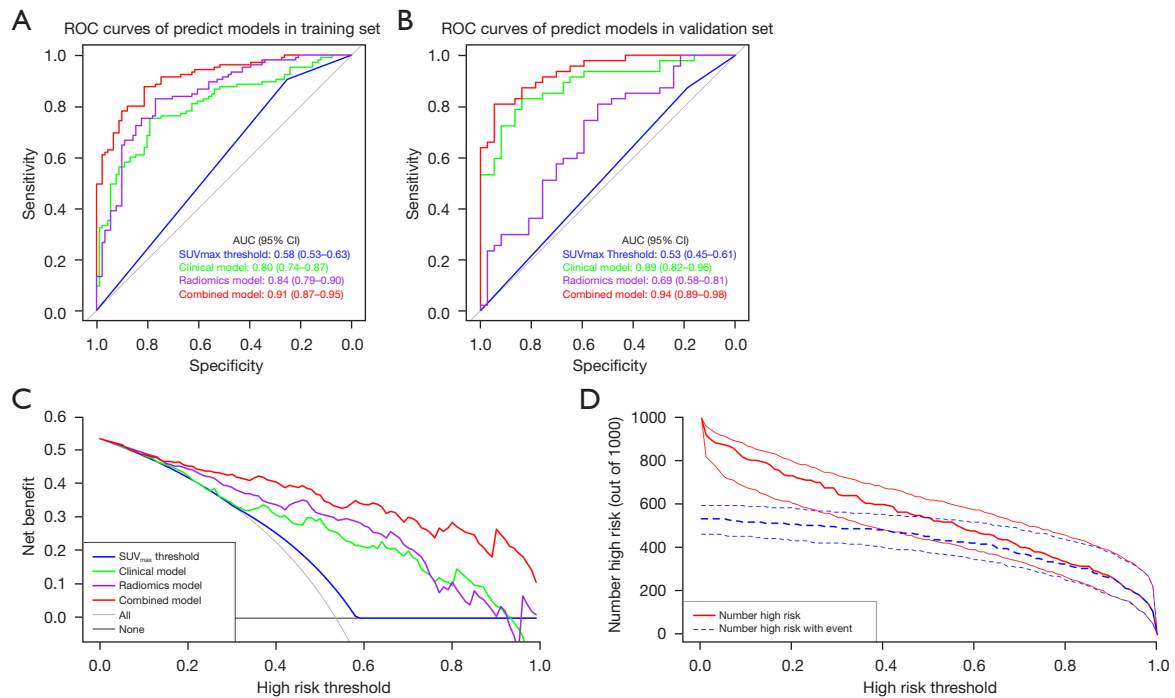 A
ROC curves of predict models in training set
1.0
0.8
0.6
0.4
0.2
0.0
Sensitivity
AUC (95% CI)
SUVmax threshold: 0.58 (0.53–0.63)
Clinical model: 0.80 (0.74–0.87)
Radiomics model: 0.84 (0.79–0.90)
Combined model: 0.91 (0.87–0.95)
1.0 0.8 0.6 0.4 0.2 0.0
Specificity
B
ROC curves of predict models in validation set
1.0
0.8
0.6
0.4
0.2
0.0
Sensitivity
AUC (95% CI)
SUVmax Threshold: 0.53 (0.45–0.61)
Clinical model: 0.89 (0.82–0.96)
Radiomics model: 0.69 (0.58–0.81)
Combined model: 0.94 (0.89–0.98)
1.0 0.8 0.6 0.4 0.2 0.0
Specificity
C
0.6
0.5
0.4
0.3
0.2
0.1
0.0
Net benefit
SUVmax threshold
Clinical model
Radiomics model
Combined model
All
None
0.0 0.2 0.4 0.6 0.8 1.0
High risk threshold
D
1000
800
600
400
200
0
Number high risk (out of 1000)
Number high risk
Number high risk with event
0.0 0.2 0.4 0.6 0.8 1.0
High risk threshold